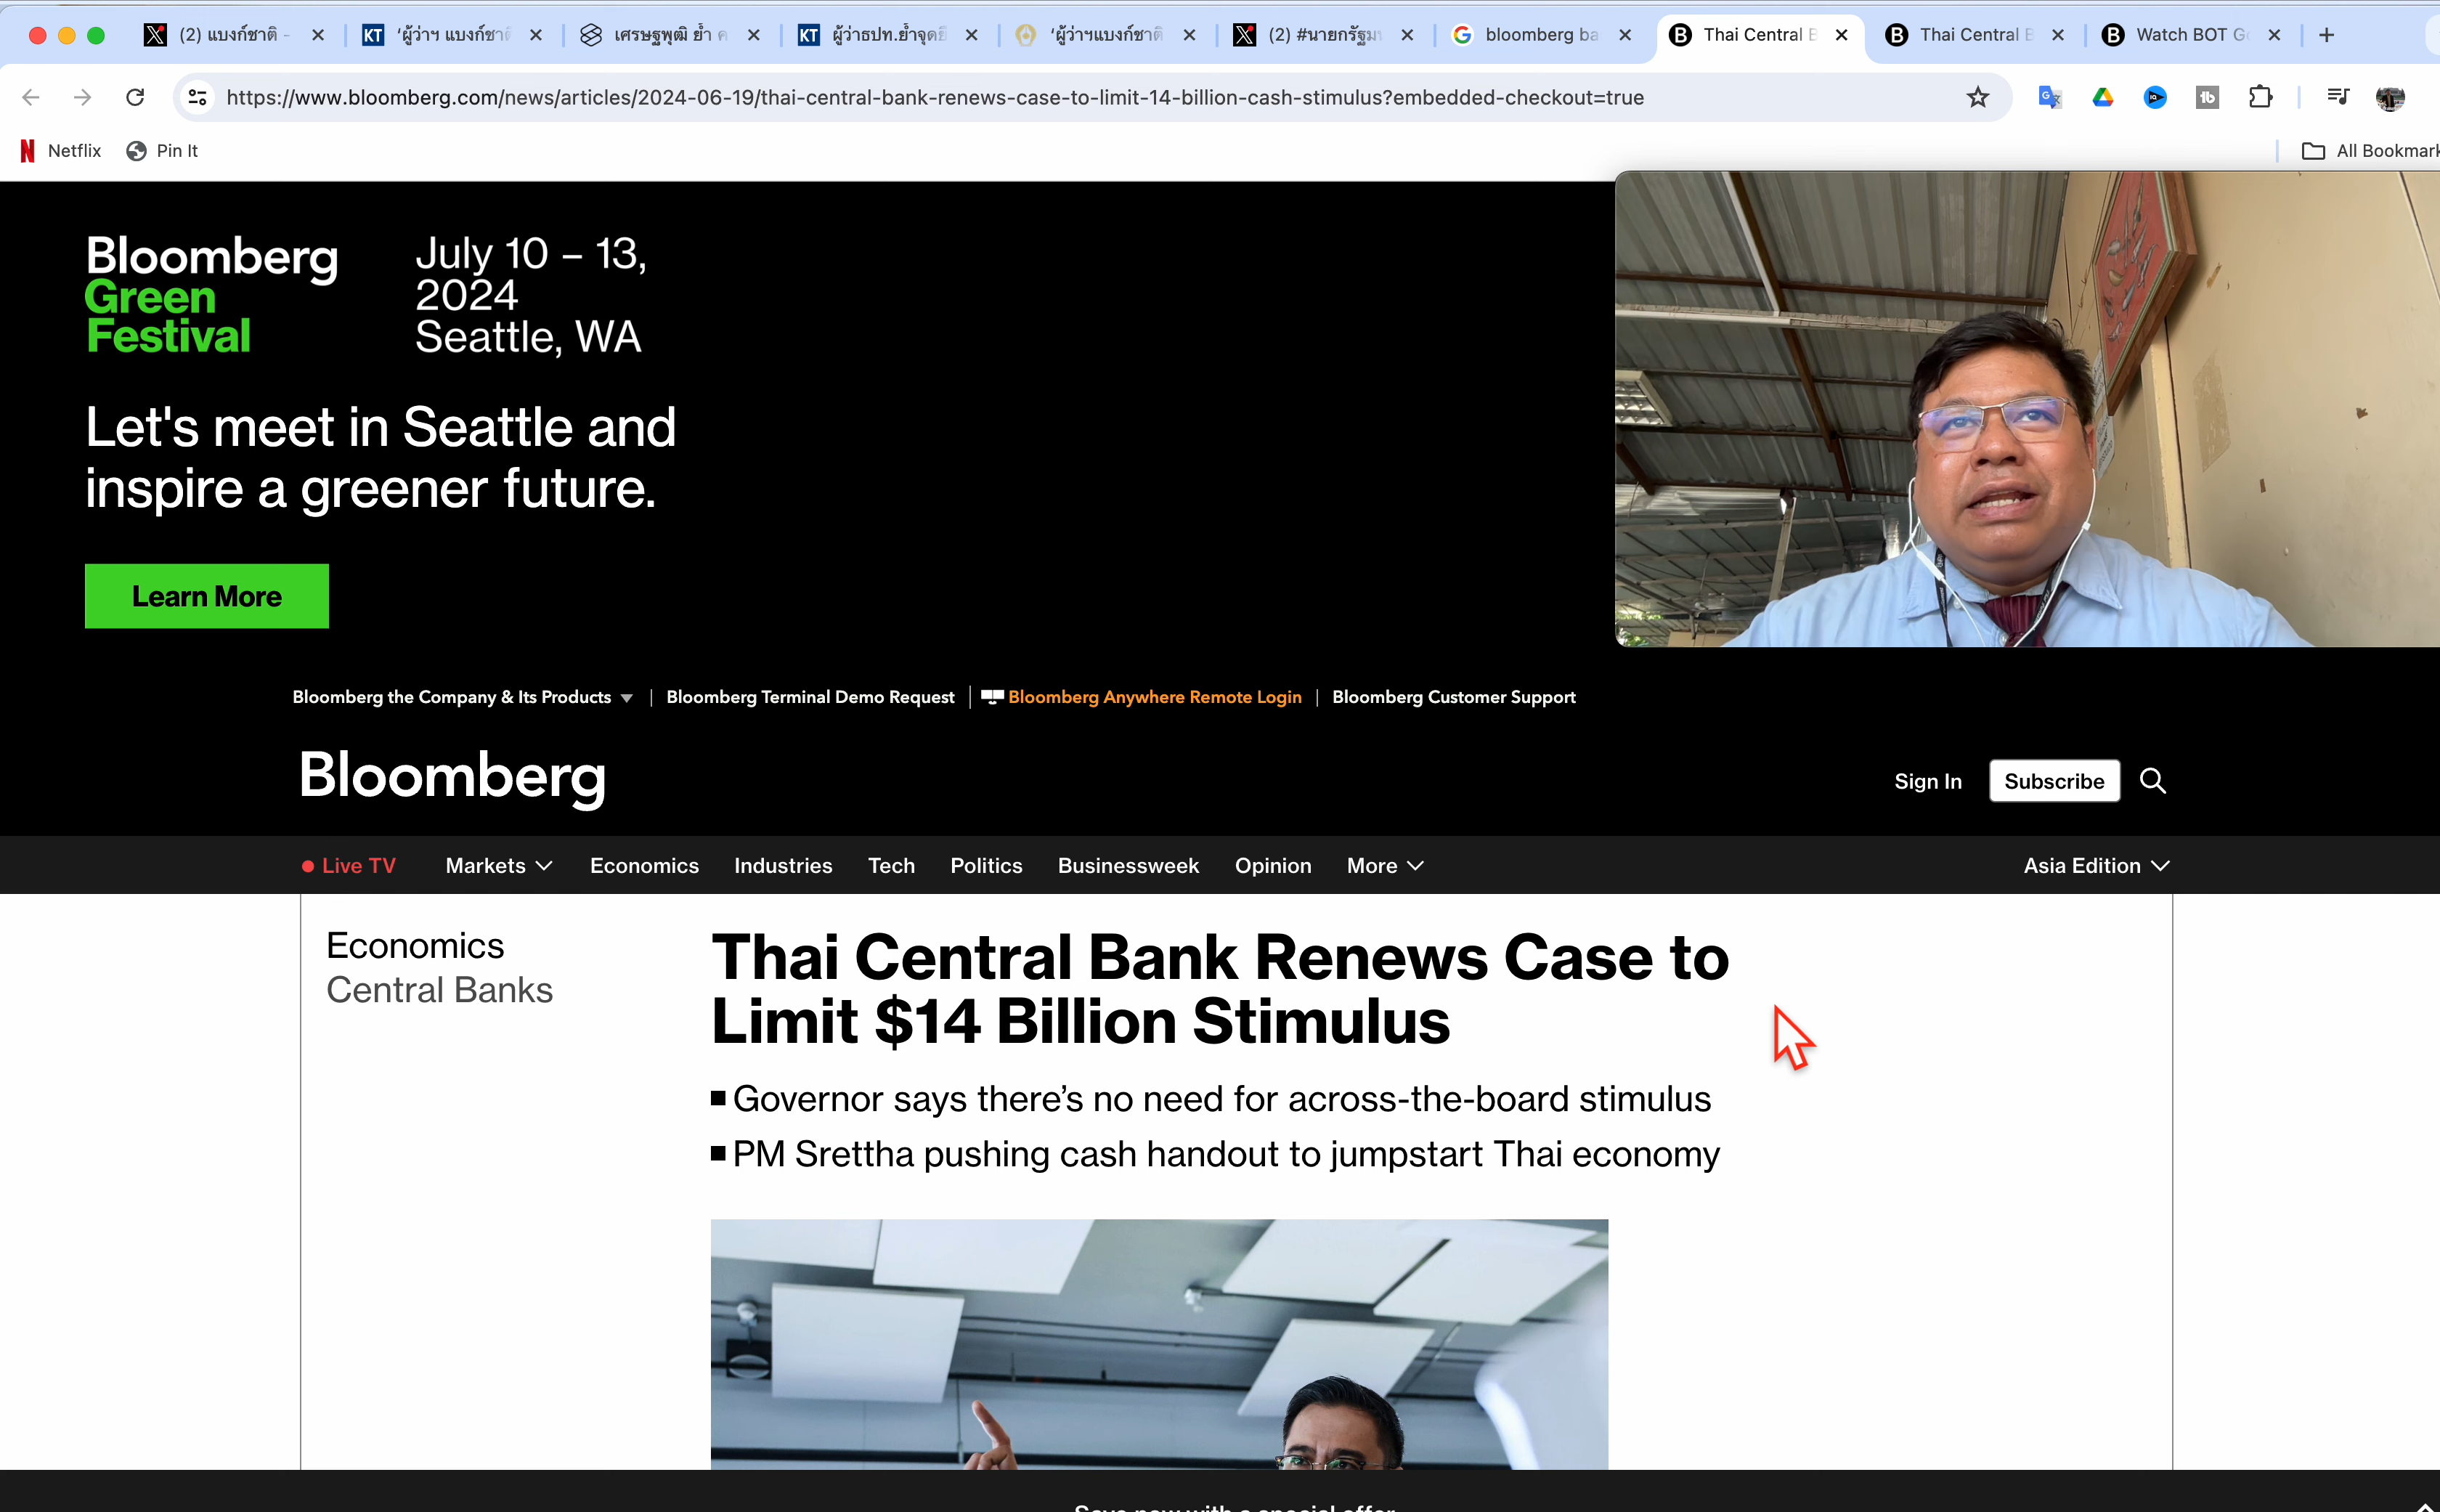 (2) แบงก์ชาติ -
KT
'ผู้ว่าฯ แบงก์ชาติ
เศรษฐพุฒิ ย้ำ ค
KT
ผู้ว่าธปท.ย้ำจุดยื
'ผู้ว่าฯแบงก์ชาติ
(2) #นายกรัฐม
bloomberg ba
Thai Central B
Thai Central B
Watch BOT G
https://www.bloomberg.com/news/articles/2024-06-19/thai-central-bank-renews-case-to-limit-14-billion-cash-stimulus?embedded-checkout=true
Netflix
Pin It
All Bookmark
Bloomberg
Green
Festival
July 10 – 13,
2024
Seattle, WA
Let's meet in Seattle and
inspire a greener future.
Learn More
Bloomberg the Company & Its Products | Bloomberg Terminal Demo Request | Bloomberg Anywhere Remote Login | Bloomberg Customer Support
Bloomberg
Sign In
Subscribe
Live TV Markets Economics Industries Tech Politics Businessweek Opinion More Asia Edition
Economics
Central Banks
Thai Central Bank Renews Case to
Limit $14 Billion Stimulus
Governor says there's no need for across-the-board stimulus
PM Srettha pushing cash handout to jumpstart Thai economy
Save now with a special offer